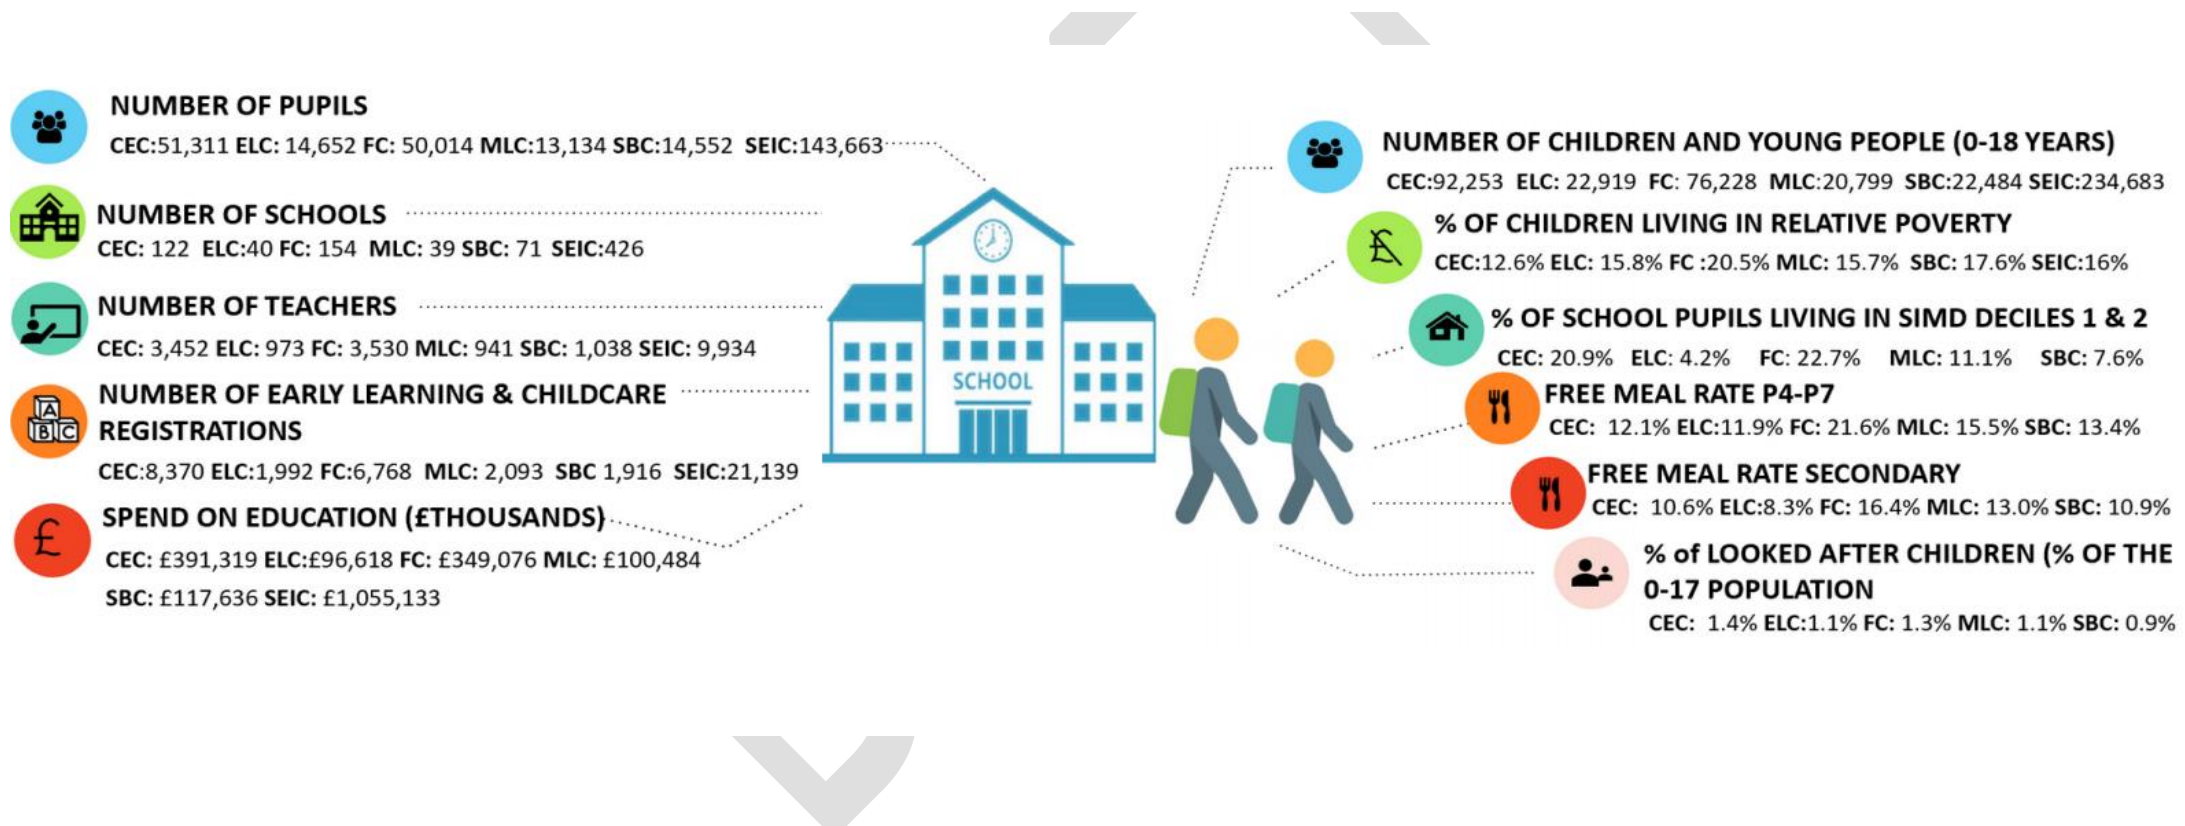 NUMBER OF PUPILS
CEC:51,311 ELC: 14,652 FC: 50,014 MLC:13,134 SBC:14,552 SEIC:143,663
NUMBER OF SCHOOLS
CEC: 122 ELC:40 FC: 154 MLC: 39 SBC: 71 SEIC:426
NUMBER OF TEACHERS
CEC: 3,452 ELC: 973 FC: 3,530 MLC: 941 SBC: 1,038 SEIC: 9,934
NUMBER OF EARLY LEARNING & CHILDCARE
REGISTRATIONS
CEC:8,370 ELC:1,992 FC:6,768 MLC: 2,093 SBC 1,916 SEIC:21,139
SPEND ON EDUCATION (£THOUSANDS)
CEC: £391,319 ELC:£96,618 FC: £349,076 MLC: £100,484
SBC: £117,636 SEIC: £1,055,133
A
B C
SCHOOL
NUMBER OF CHILDREN AND YOUNG PEOPLE (0-18 YEARS)
CEC:92,253 ELC: 22,919 FC: 76,228 MLC:20,799 SBC:22,484 SEIC:234,683
% OF CHILDREN LIVING IN RELATIVE POVERTY
CEC:12.6% ELC: 15.8% FC :20.5% MLC: 15.7% SBC: 17.6% SEIC:16%
% OF SCHOOL PUPILS LIVING IN SIMD DECILES 1 & 2
CEC: 20.9% ELC: 4.2% FC: 22.7% MLC: 11.1% SBC: 7.6%
FREE MEAL RATE P4-P7
CEC: 12.1% ELC:11.9% FC: 21.6% MLC: 15.5% SBC: 13.4%
FREE MEAL RATE SECONDARY
CEC: 10.6% ELC:8.3% FC: 16.4% MLC: 13.0% SBC: 10.9%
% of LOOKED AFTER CHILDREN (% OF THE
0-17 POPULATION
CEC: 1.4% ELC:1.1% FC: 1.3% MLC: 1.1% SBC: 0.9%